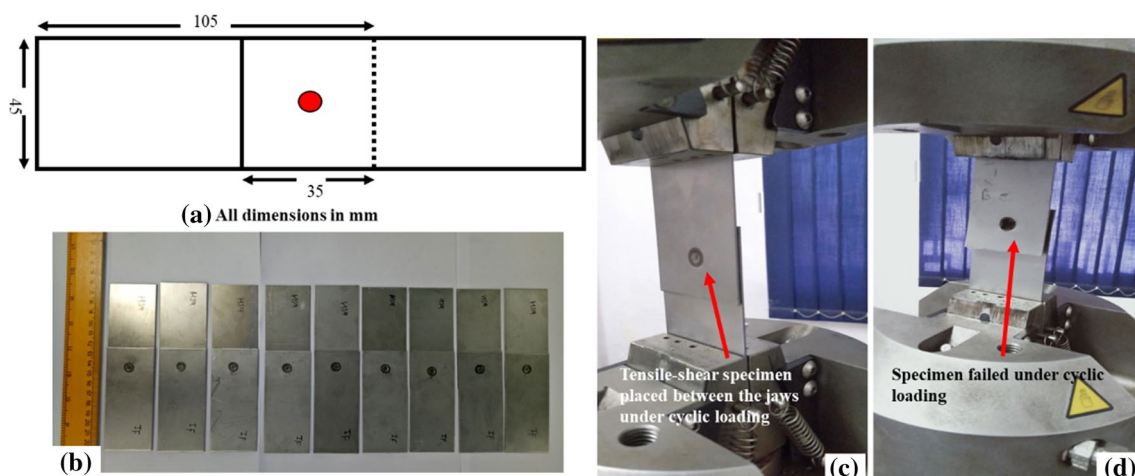 105
45
35
(a) All dimensions in mm
(b)
Tensile-shear specimen
placed between the jaws
under cyclic loading
(c)
Specimen failed under cyclic
loading
(d)